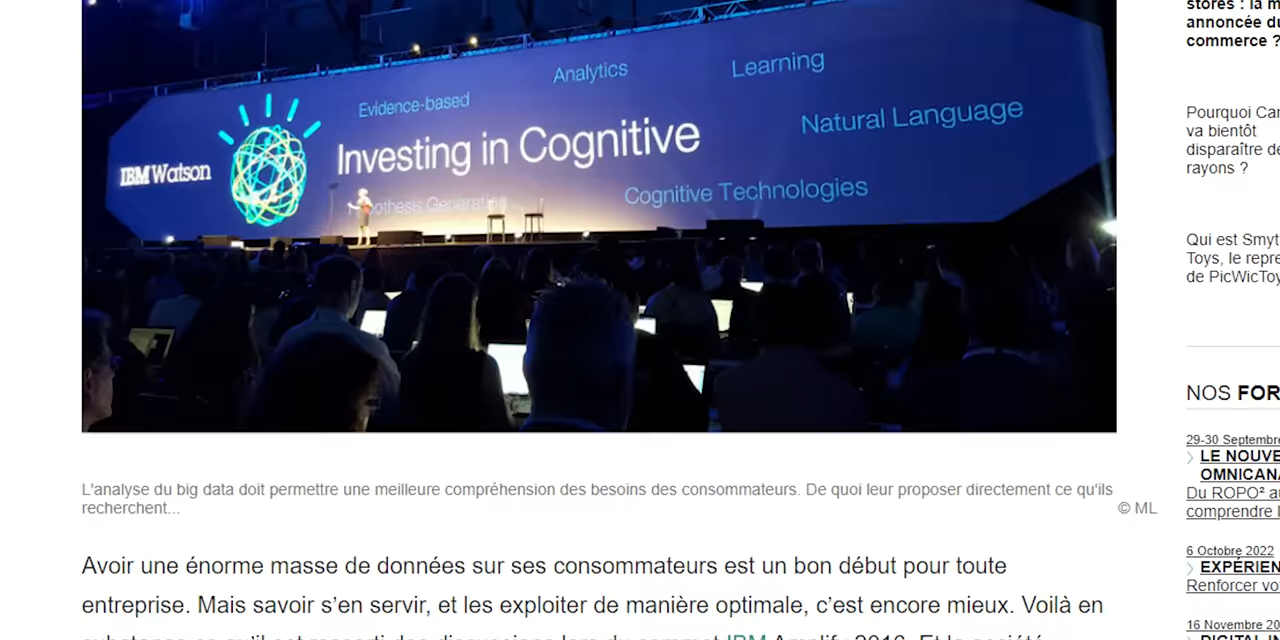 Analytics
Learning
Evidence-based
Natural Language
Investing in Cognitive
IBM Watson
Cognitive Technologies
L'analyse du big data doit permettre une meilleure compréhension des besoins des consommateurs. De quoi leur proposer directement ce qu'ils
recherchent...
© ML
Avoir une énorme masse de données sur ses consommateurs est un bon début pour toute
entreprise. Mais savoir s’en servir, et les exploiter de manière optimale, c’est encore mieux. Voilà en
stores : la m
annoncée du
commerce ?
Pourquoi Car
va bientôt
disparaître de
rayons ?
Qui est Smyt
Toys, le repre
de PicWicToy
NOS FOR
29-30 Septembre
LE NOUVE
OMNICANA
Du ROPO² au
comprendre l
6 Octobre 2022
EXPÉRIEN
Renforcer vo
16 Novembre 20